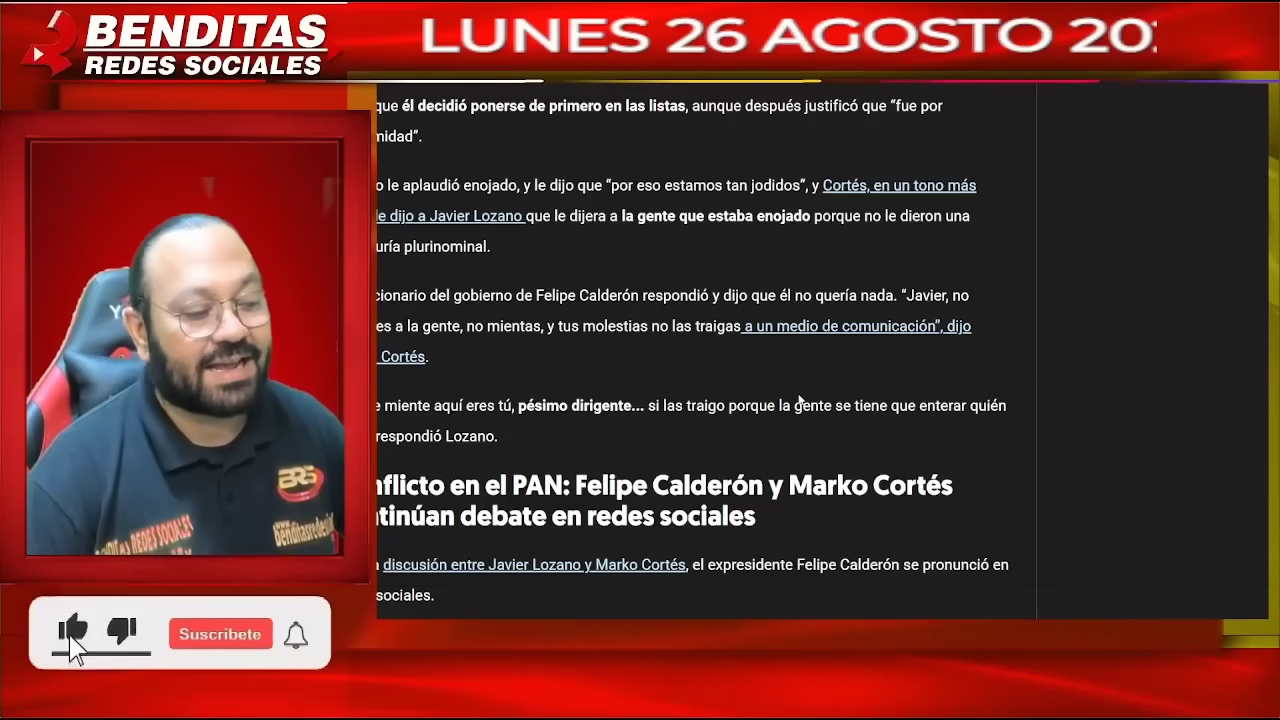 BENDITAS
REDES SOCIALES
LUNES 26 AGOSTO 20
que él decidió ponerse de primero en las listas, aunque después justificó que “fue por
midad”.
o le aplaudió enojado, y le dijo que “por eso estamos tan jodidos”, y Cortés, en un tono más
le dijo a Javier Lozano que le dijera a la gente que estaba enojado porque no le dieron una
uría plurinominal.
cionario del gobierno de Felipe Calderón respondió y dijo que él no quería nada. “Javier, no
es a la gente, no mientas, y tus molestias no las traigas a un medio de comunicación”, dijo
Cortés.
e miente aquí eres tú, pésimo dirigente... si las traigo porque la gente se tiene que enterar quién
respondió Lozano.
nflicto en el PAN: Felipe Calderón y Marko Cortés
ntinúan debate en redes sociales
discusión entre Javier Lozano y Marko Cortés, el expresidente Felipe Calderón se pronunció en
sociales.
BRS
REDES SOCIALES
Suscribete